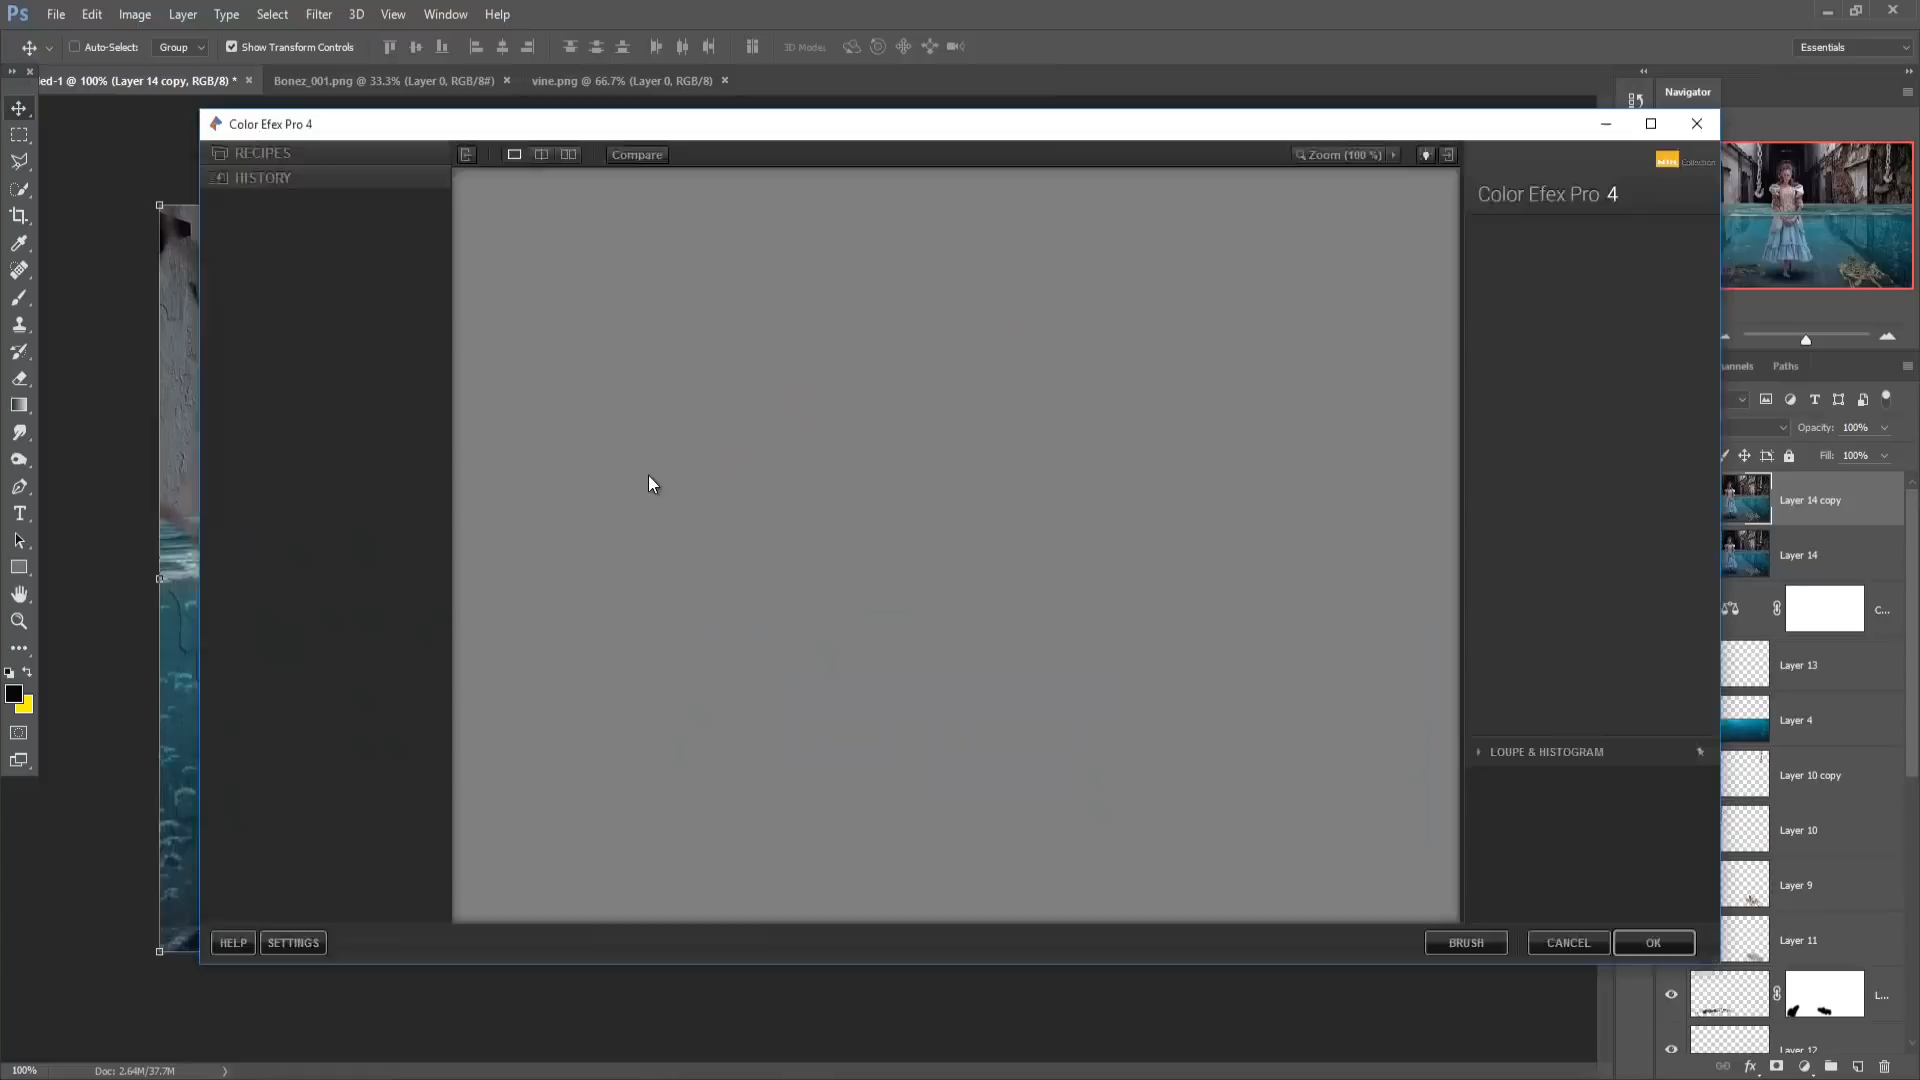 Ps File Edit Image Layer Type Select Filter 3D View Window Help
Auto-Select: Group Show Transform Controls 3D Mode: Essentials
ed-1 @ 100% (Layer 14 copy, RGB/8) * Bonez_001.png @ 33.3% (Layer 0, RGB/8#) vine.png @ 66.7% (Layer 0, RGB/8)
Navigator
Color Efex Pro 4
RECIPES
Compare
Zoom (100 %)
Collection
HISTORY
Color Efex Pro 4
annels Paths
Opacity: 100%
Fill: 100%
Layer 14 copy
Layer 14
C...
Layer 13
Layer 4
LOUPE & HISTOGRAM
Layer 10 copy
Layer 10
Layer 9
HELP SETTINGS BRUSH CANCEL OK
Layer 11
L...
Layer 12
100% Doc: 2.64M/37.7M